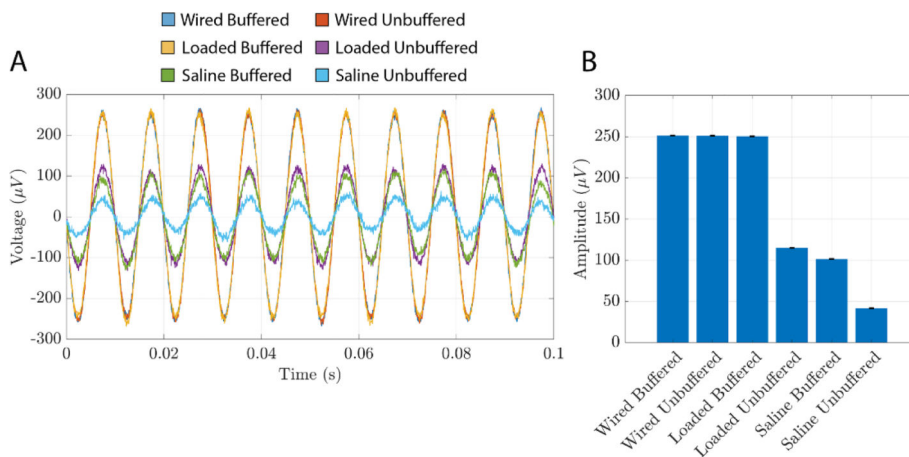 Wired Buffered
Wired Unbuffered
Loaded Buffered
Loaded Unbuffered
Saline Buffered
Saline Unbuffered
A
300
200
100
0
-100
-200
-300
Voltage (μV)
0
0.02
0.04
0.06
0.08
0.1
Time (s)
B
300
250
200
150
100
50
0
Amplitude (μV)
Wired Buffered
Wired Unbuffered
Loaded Buffered
Loaded Unbuffered
Saline Buffered
Saline Unbuffered